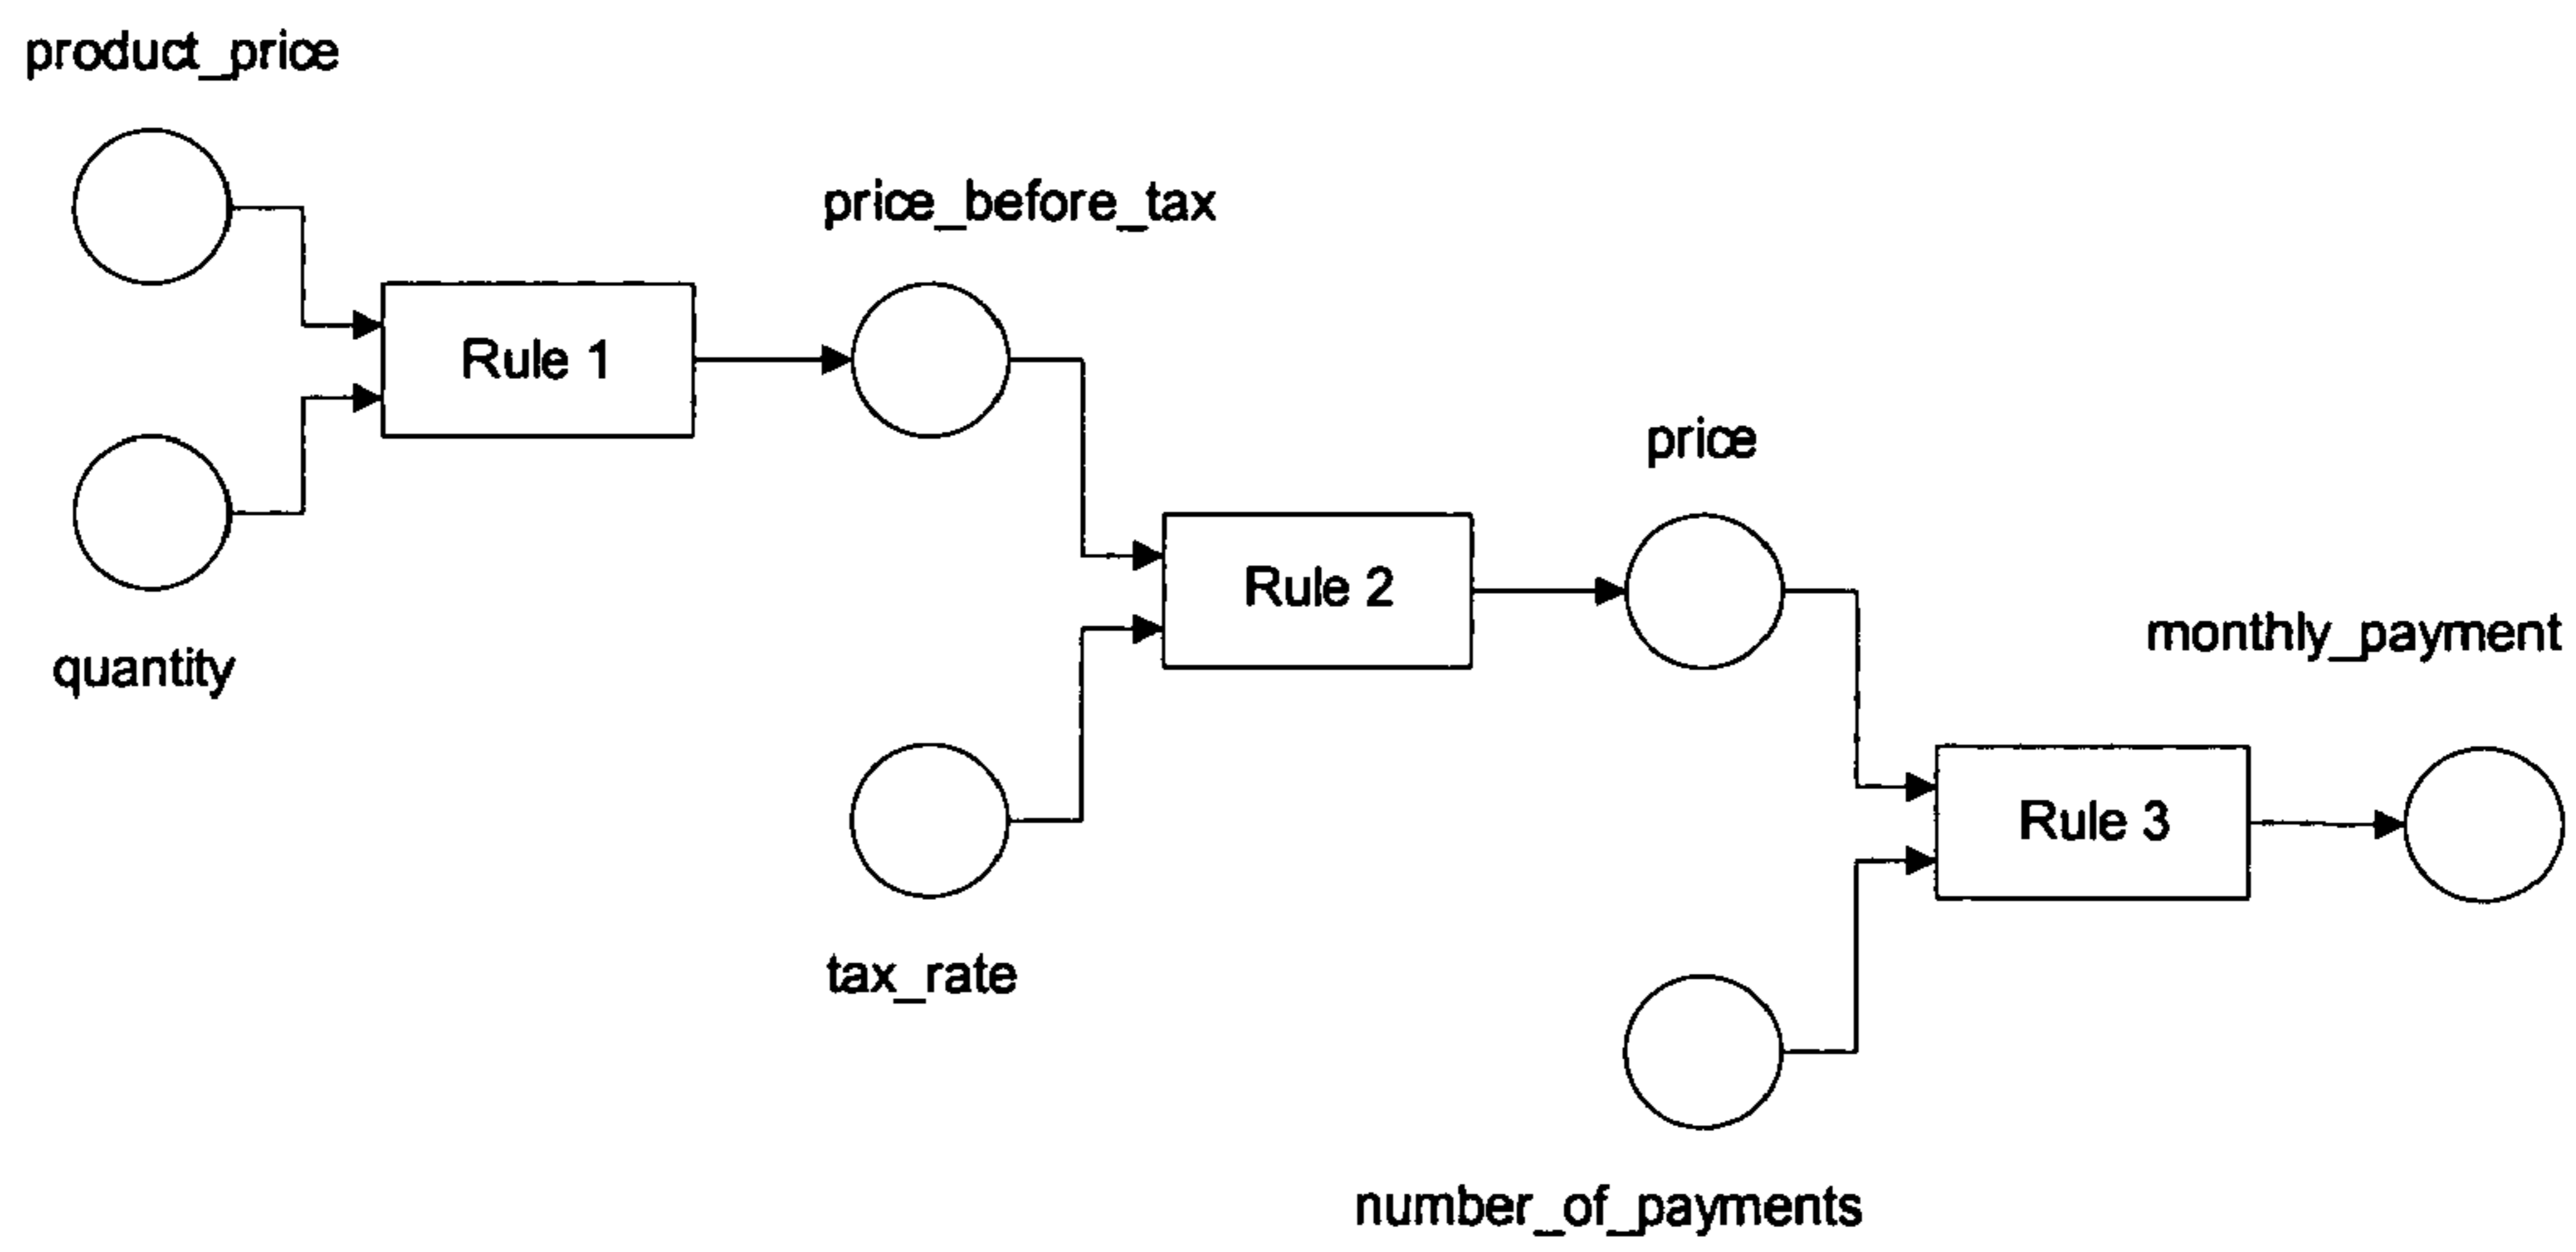 product_price
price_before_tax
Rule 1
price
Rule 2
quantity
monthly_payment
Rule 3
tax_rate
number_of_payments